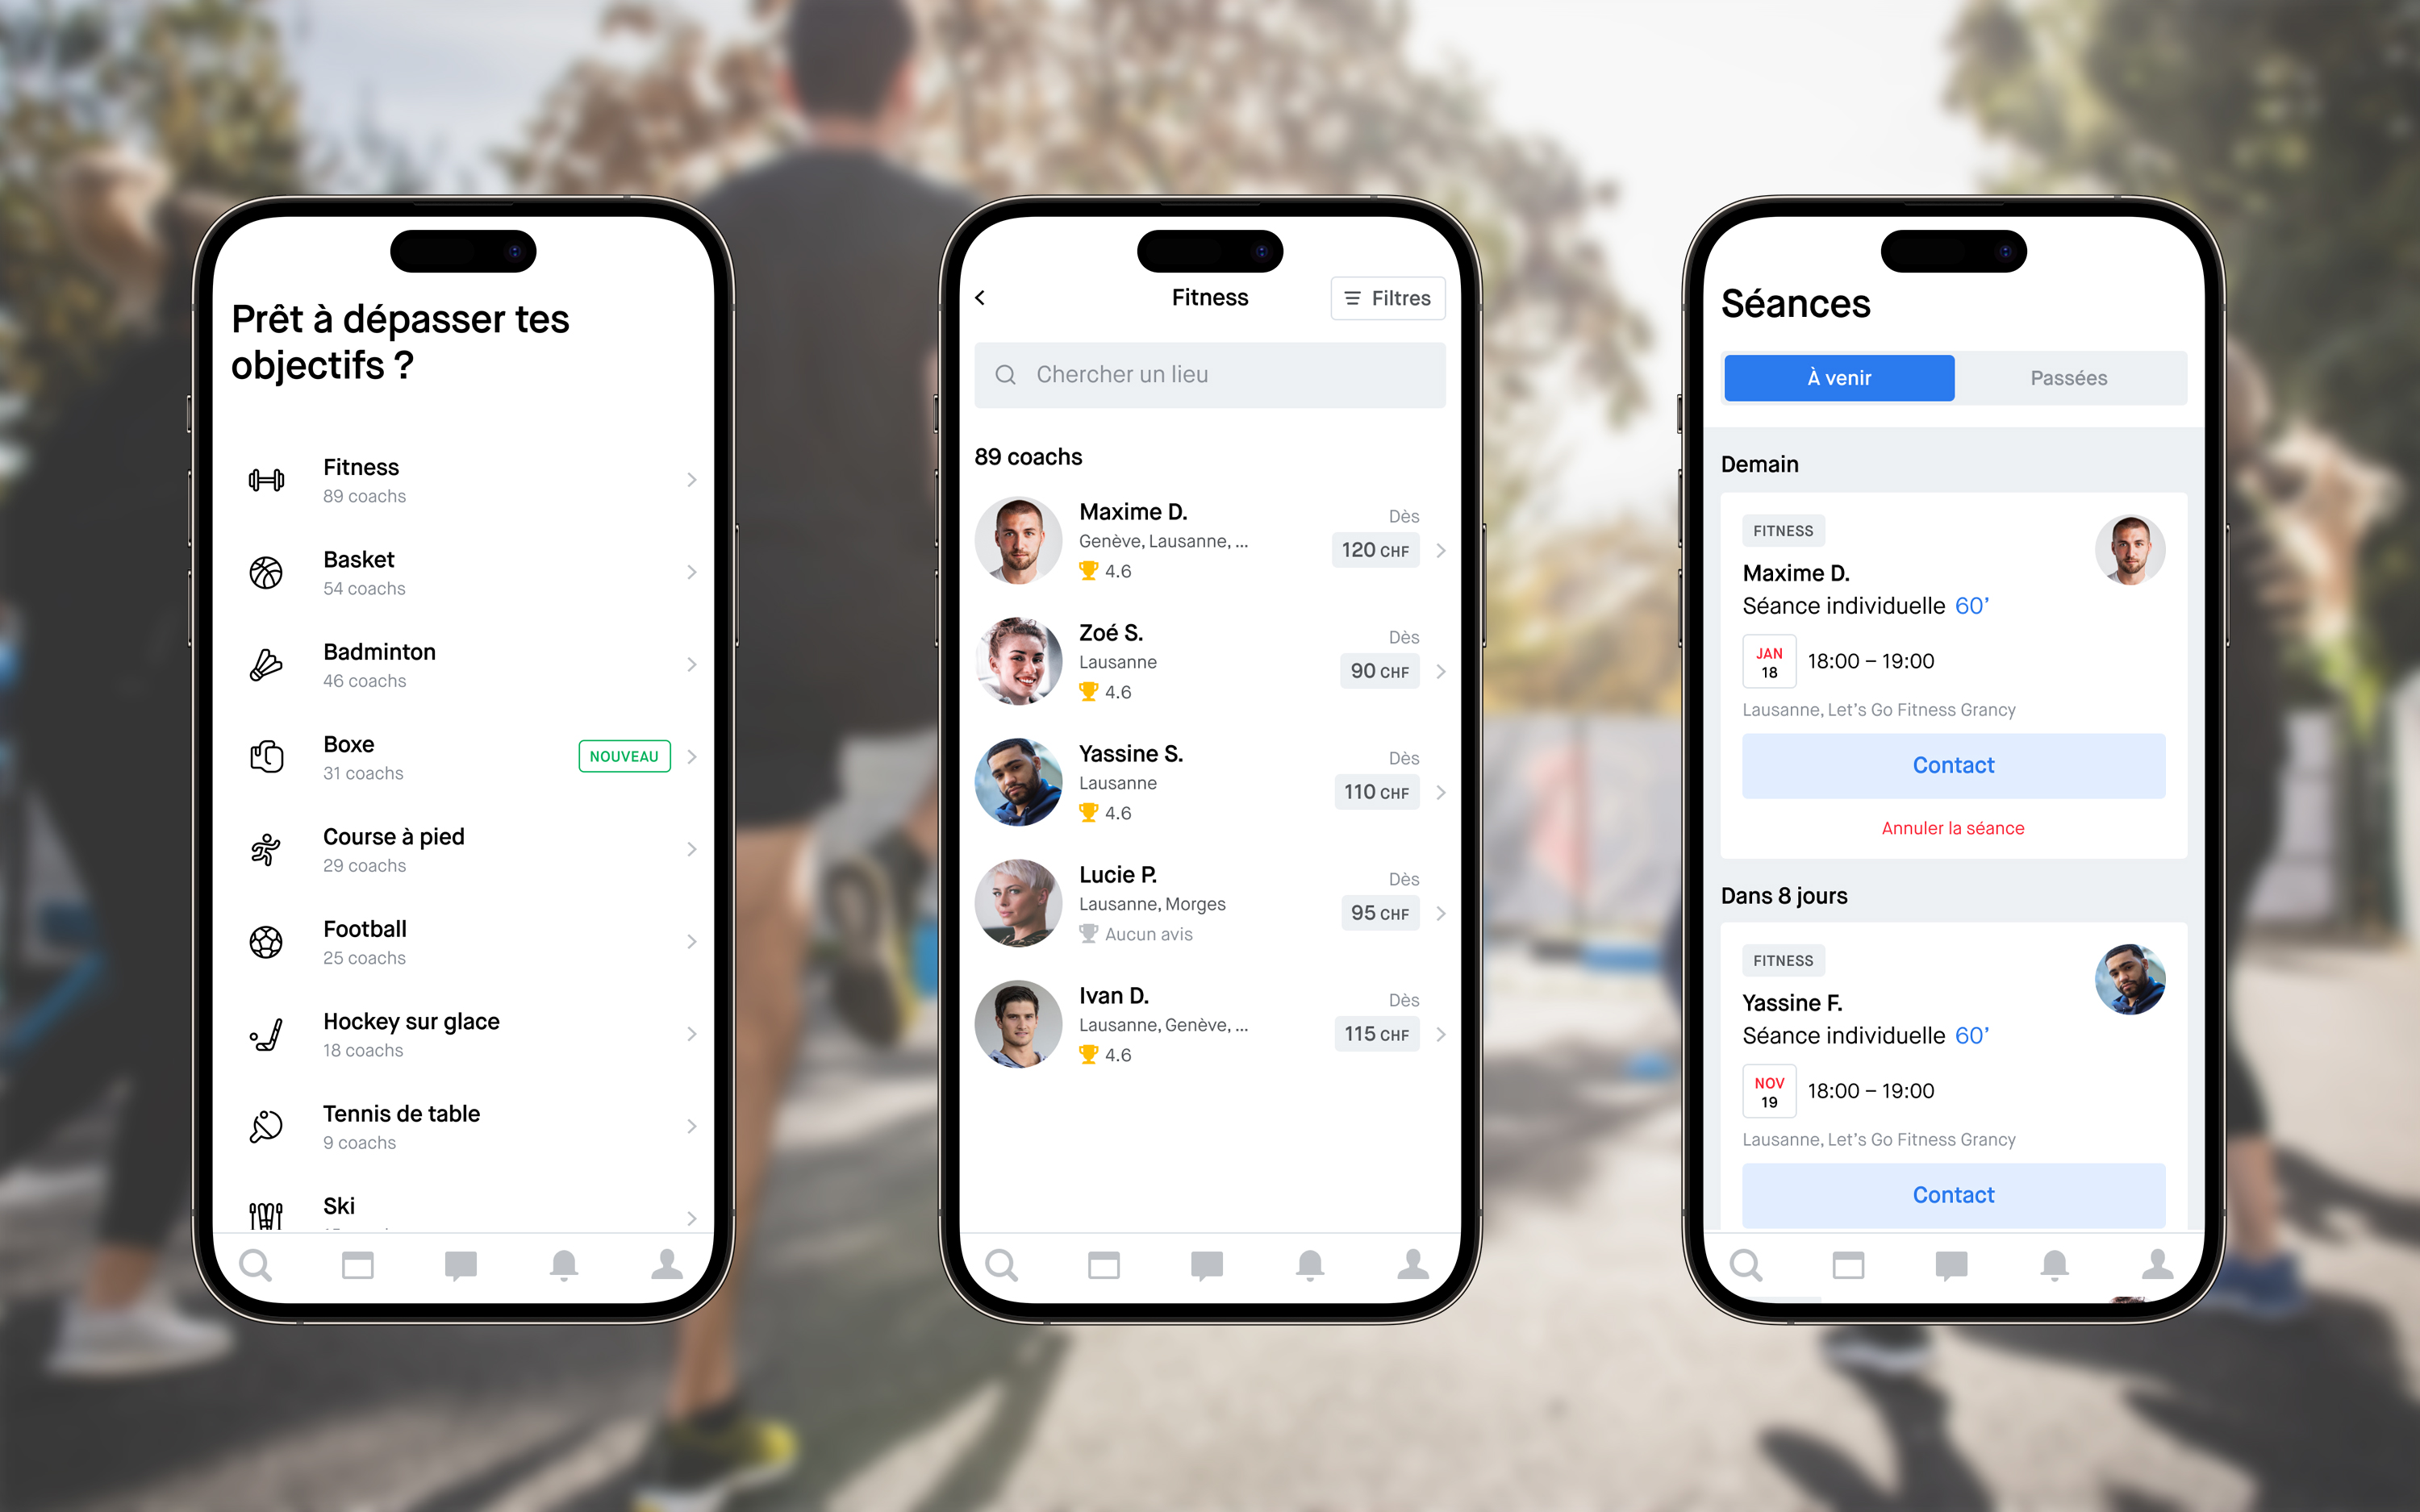 Prêt à dépasser tes
objectifs ?
Fitness
89 coachs
Basket
54 coachs
Badminton
46 coachs
Boxe
31 coachs
NOUVEAU
Course à pied
29 coachs
Football
25 coachs
Hockey sur glace
18 coachs
Tennis de table
9 coachs
Ski
Fitness
Filtres
Chercher un lieu
89 coachs
Maxime D.
Genève, Lausanne, ...
4.6
Dès
120 CHF
Zoé S.
Lausanne
4.6
Dès
90 CHF
Yassine S.
Lausanne
4.6
Dès
110 CHF
Lucie P.
Lausanne, Morges
Aucun avis
Dès
95 CHF
Ivan D.
Lausanne, Genève, ...
4.6
Dès
115 CHF
Séances
À venir
Passées
Demain
FITNESS
Maxime D.
Séance individuelle 60’
JAN
18
18:00 – 19:00
Lausanne, Let’s Go Fitness Grancy
Contact
Annuler la séance
Dans 8 jours
FITNESS
Yassine F.
Séance individuelle 60’
NOV
19
18:00 – 19:00
Lausanne, Let’s Go Fitness Grancy
Contact